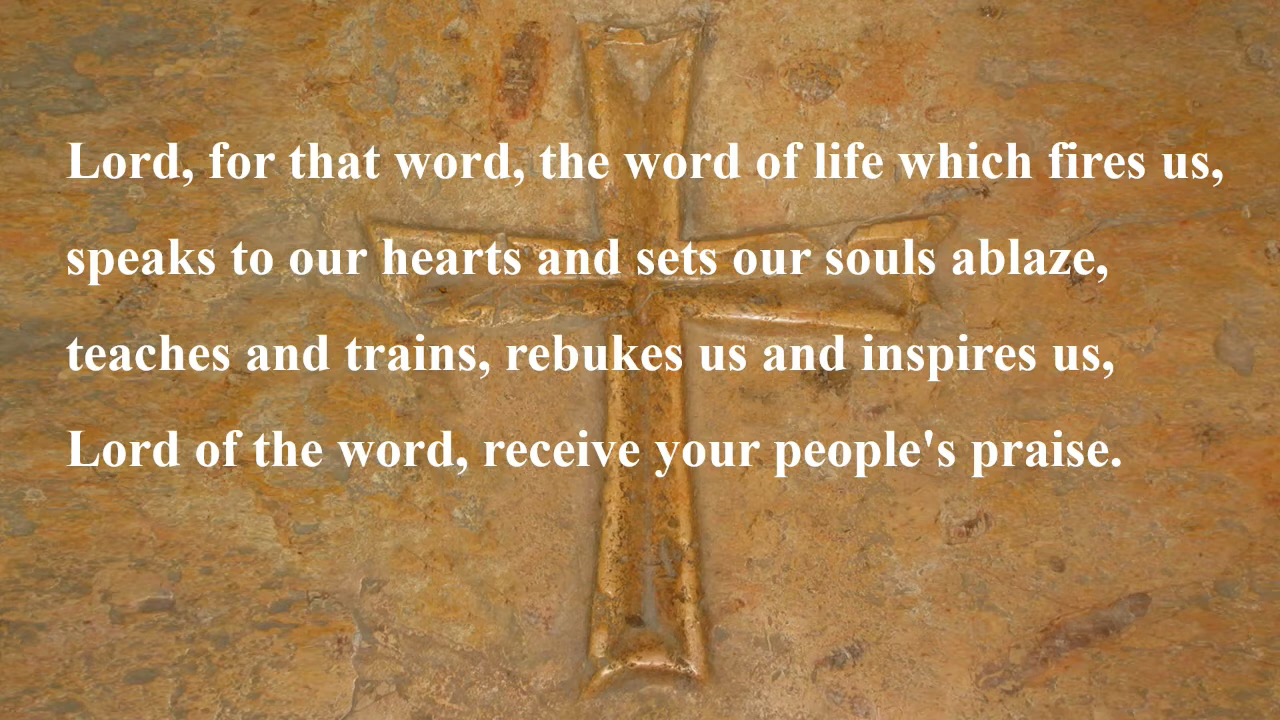 Lord, for that word, the word of life which fires us,
speaks to our hearts and sets our souls ablaze,
teaches and trains, rebukes us and inspires us,
Lord of the word, receive your people's praise.